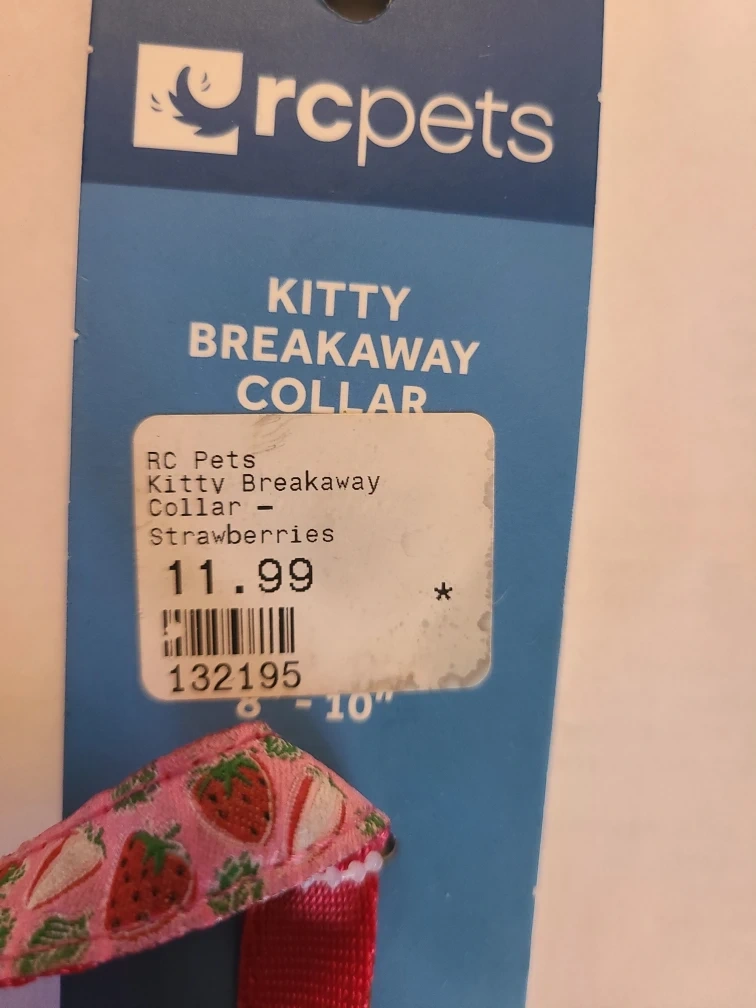 rcpets
KITTY
BREAKAWAY
COLLAR
RC Pets
Kitty Breakaway
Collar -
Strawberries
11.99
*
132195
8" - 10"